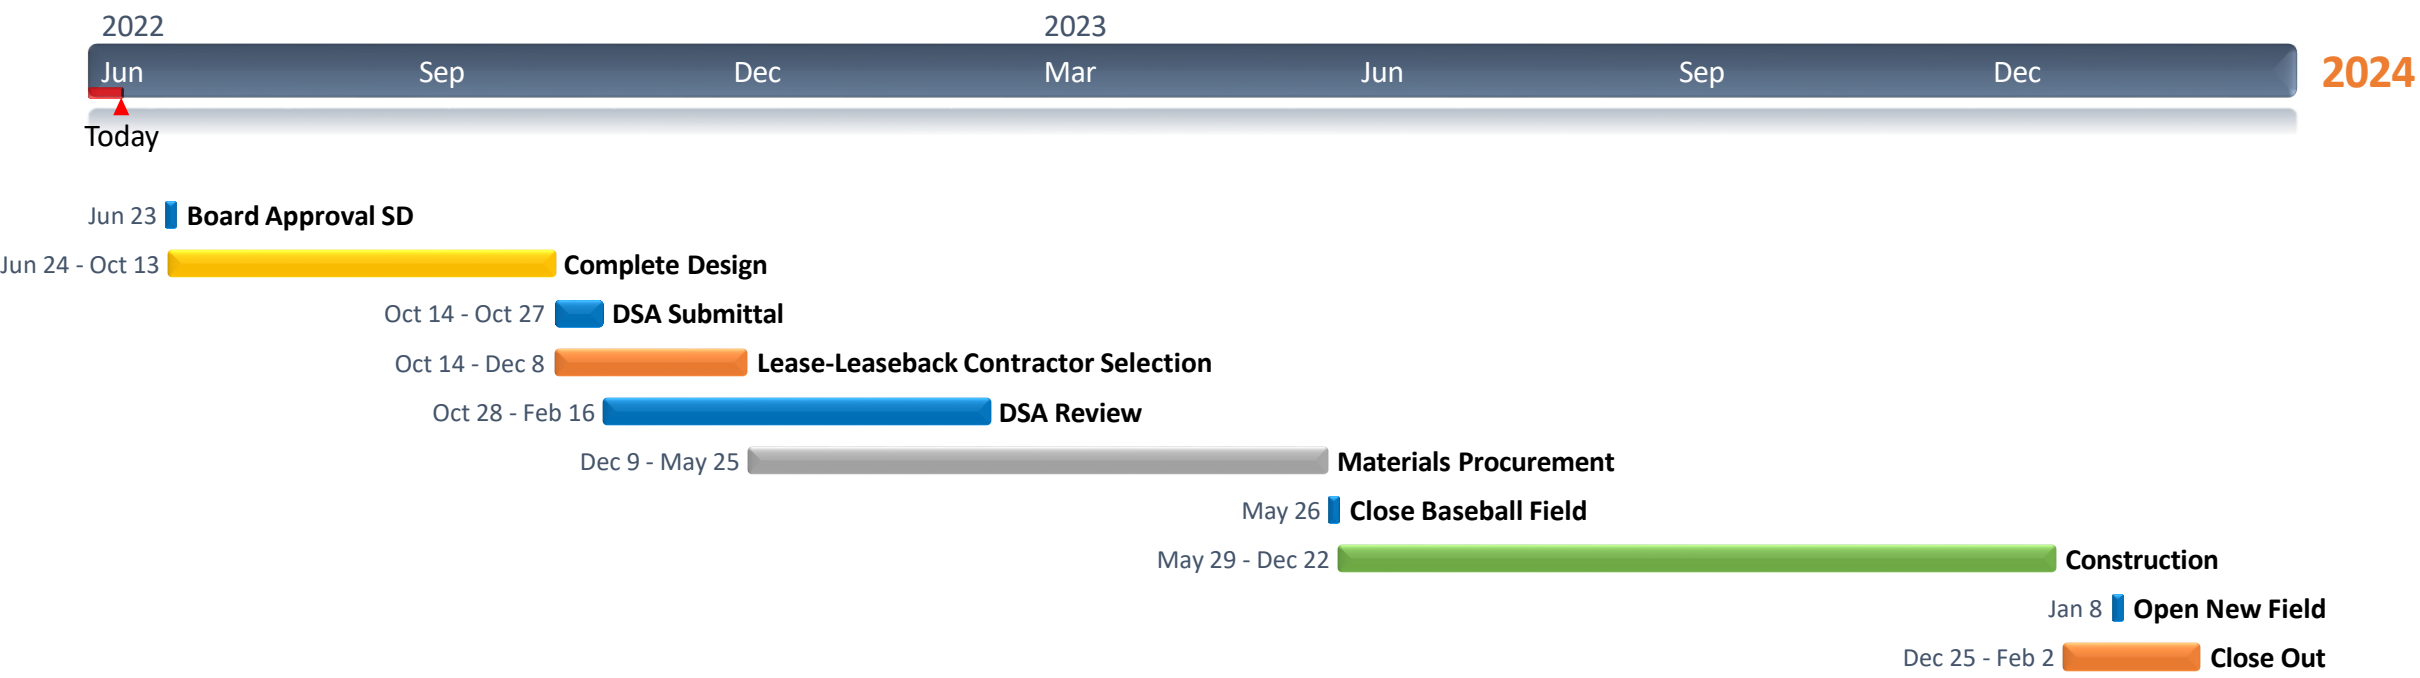 2022 2023
Jun Sep Dec Mar Jun Sep Dec 2024
Today
Jun 23 Board Approval SD
Jun 24 - Oct 13 Complete Design
Oct 14 - Oct 27 DSA Submittal
Oct 14 - Dec 8 Lease-Leaseback Contractor Selection
Oct 28 - Feb 16 DSA Review
Dec 9 - May 25 Materials Procurement
May 26 Close Baseball Field
May 29 - Dec 22 Construction
Jan 8 Open New Field
Dec 25 - Feb 2 Close Out